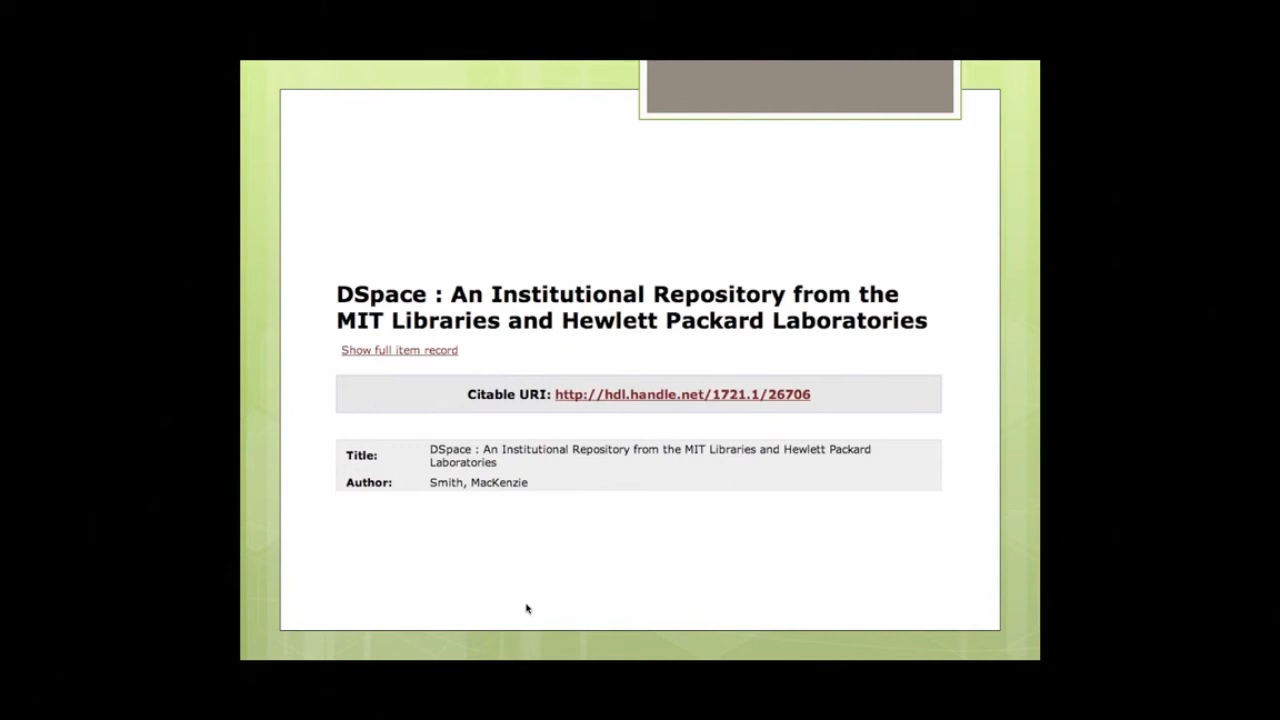 DSpace : An Institutional Repository from the
MIT Libraries and Hewlett Packard Laboratories
Show full item record
Citable URI: http://hdl.handle.net/1721.1/26706
Title: DSpace : An Institutional Repository from the MIT Libraries and Hewlett Packard
Laboratories
Author: Smith, MacKenzie